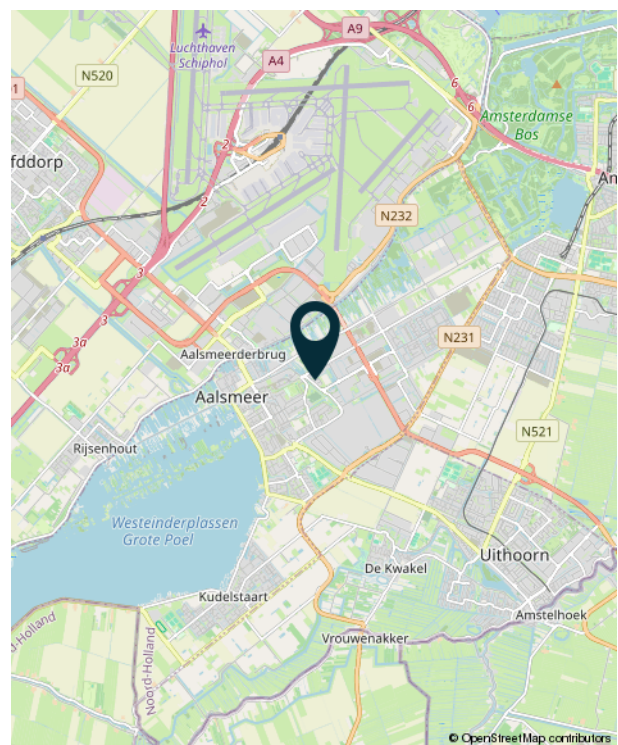 A9
Luchthaven
Schiphol
A4
N520
6
6
Amsterdamse
Bos
2
fddorp
2
N232
3
3
3a
3a
N231
Aalsmeerderbrug
Aalsmeer
N521
Rijsenhout
Westeinderplassen
Grote Poel
Uithoorn
De Kwakel
Kudelstaart
Amstelhoek
Vrouwenakker
Noord-Holland
d-Holland
© OpenStreetMap contributors